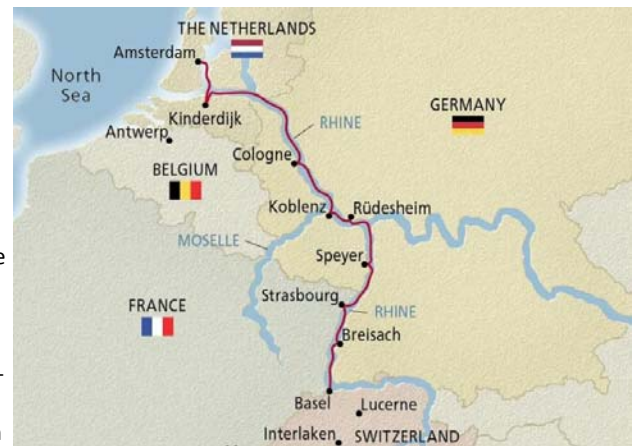 THE NETHERLANDS
Amsterdam
North
Sea
Kinderdijk
GERMANY
RHINE
Antwerp
Cologne
BELGIUM
Koblenz
Rüdesheim
MOSELLE
e
Speyer
Strasbourg
RHINE
FRANCE
Breisach
-
Basel
Lucerne
Interlaken
SWITZERLAND